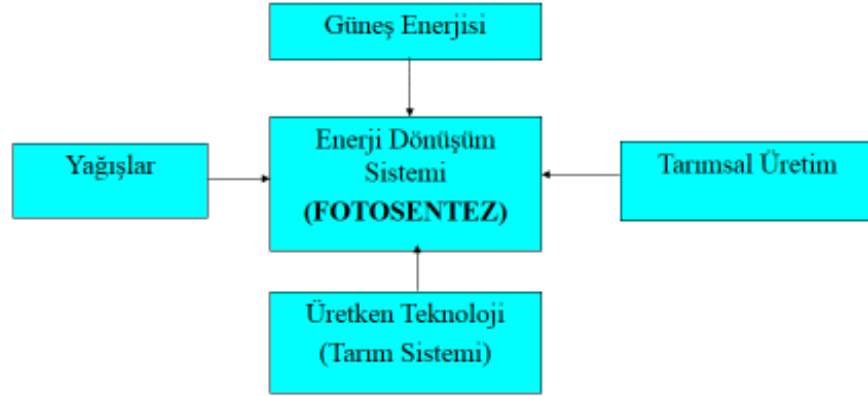 Güneş Enerjisi
Enerji Dönüşüm
Sistemi
(FOTOSENTEZ)
Yağışlar
Tarımsal Üretim
Üretken Teknoloji
(Tarım Sistemi)